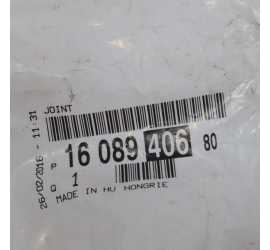 JOINT
P 16 089 406 80
Q 1
MADE IN HU HONGRIE
26/02/2016 - 11:31